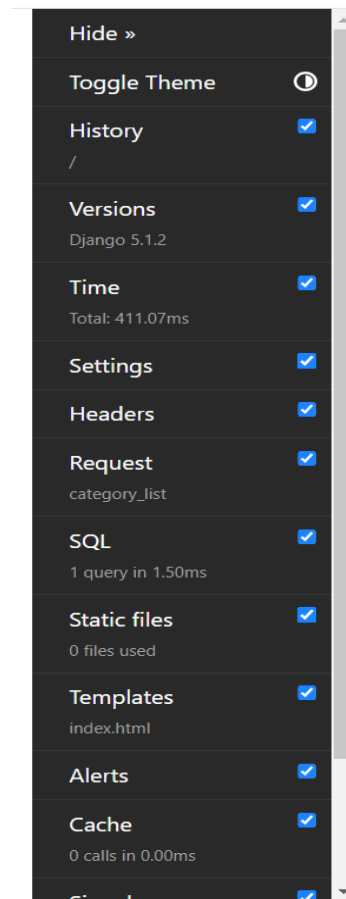 Hide »
Toggle Theme
History
/
Versions
Django 5.1.2
Time
Total: 411.07ms
Settings
Headers
Request
category_list
SQL
1 query in 1.50ms
Static files
0 files used
Templates
index.html
Alerts
Cache
0 calls in 0.00ms